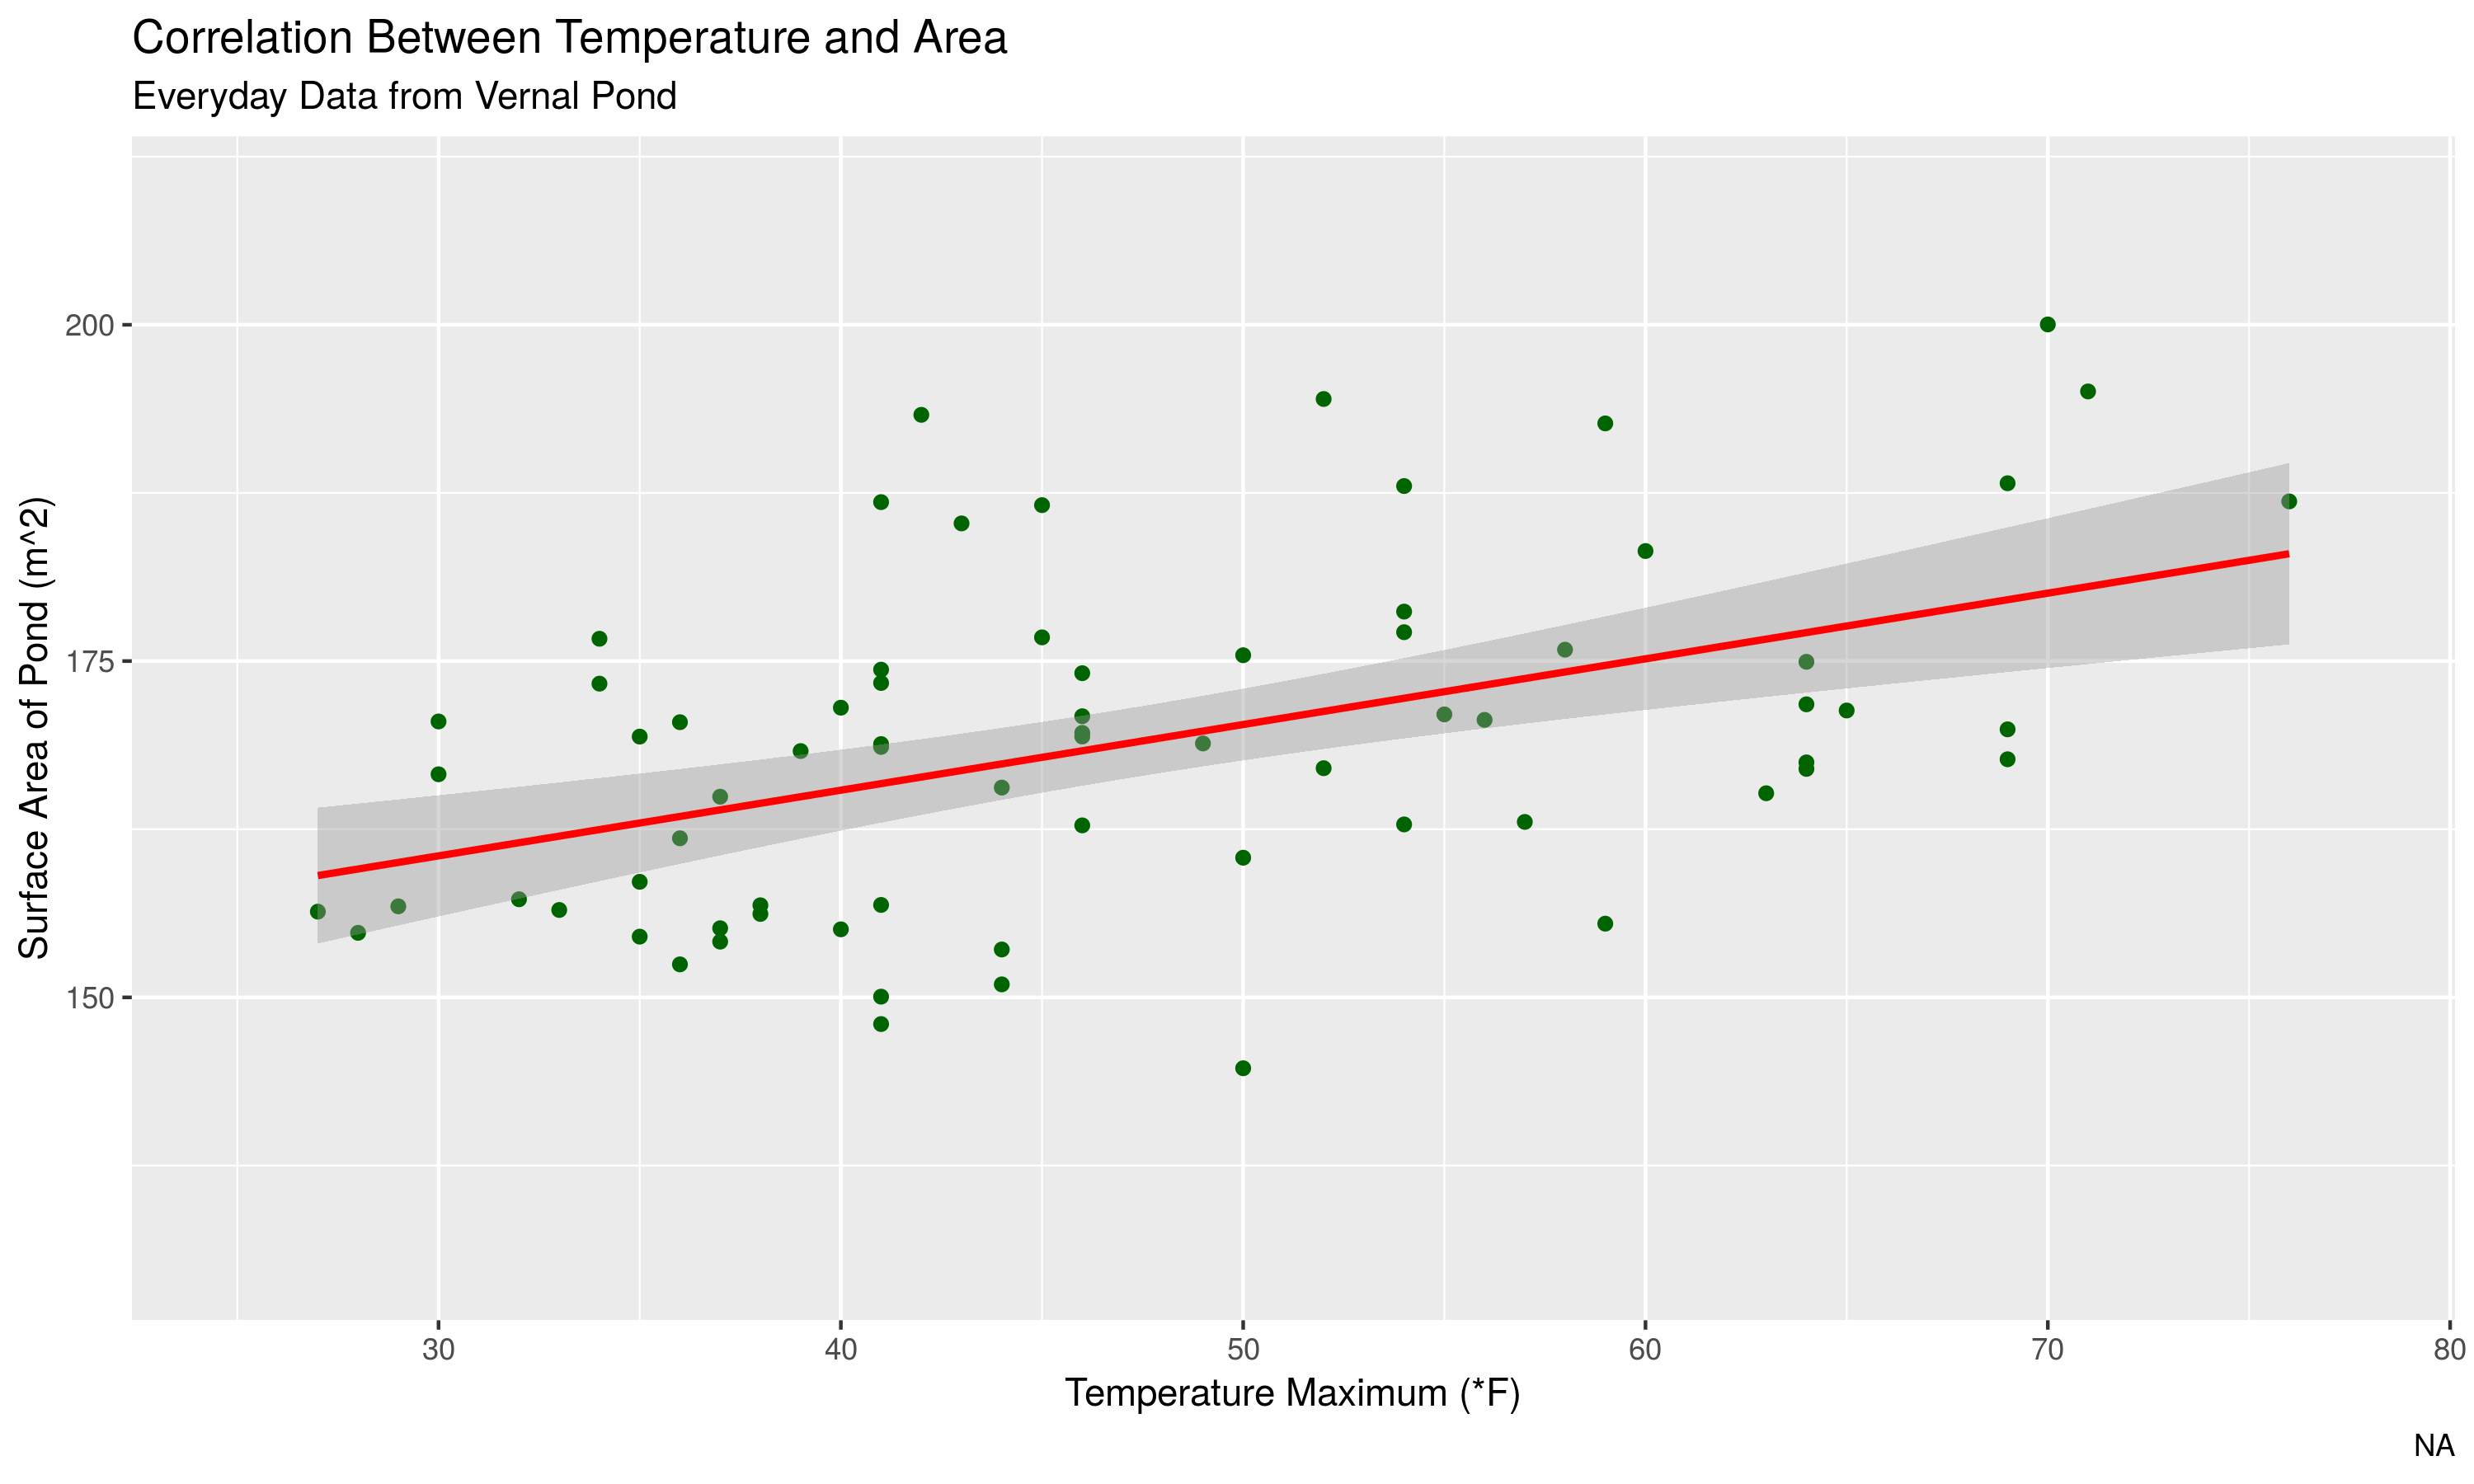 Correlation Between Temperature and Area
Everyday Data from Vernal Pond
Surface Area of Pond (m^2)
200
175
150
30 40 50 60 70 80
Temperature Maximum (*F)
NA